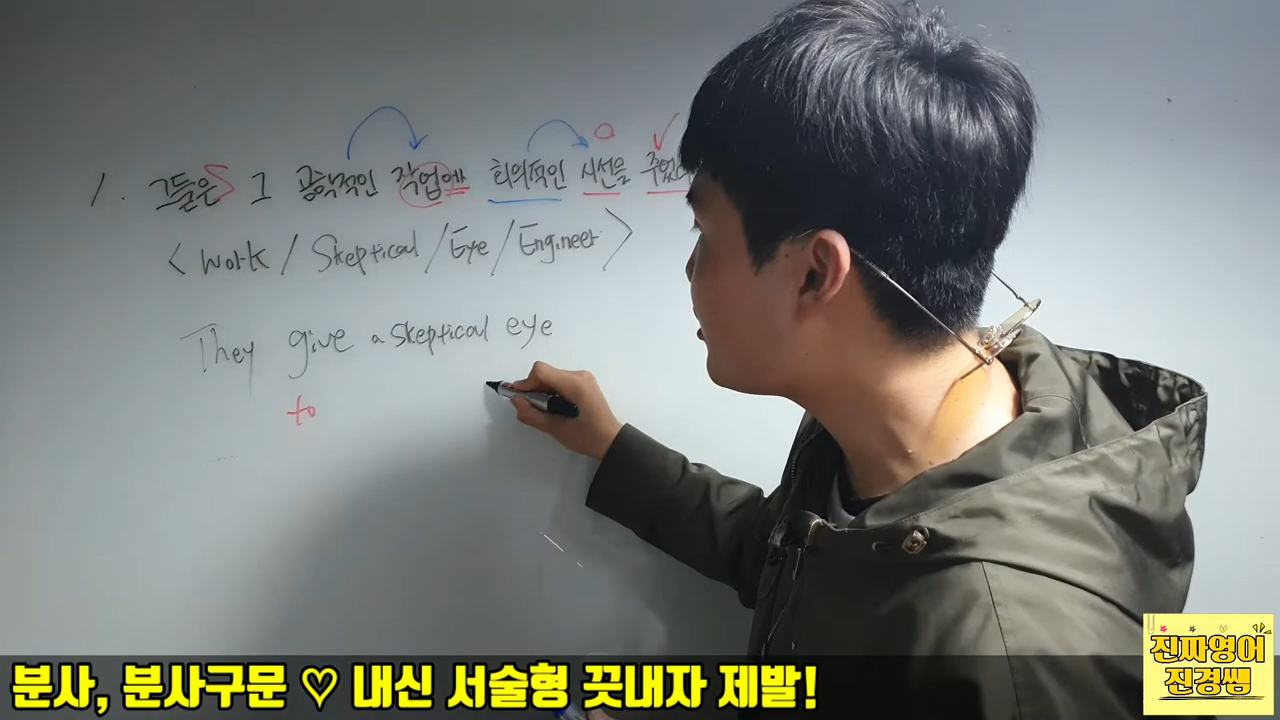 1. 그들은 S 그 공학적인 작업에 회의적인 시선을 주었
< work / Skeptical / Eye / Engineer >
They give a skeptical eye
to
분사, 분사구문 ♡ 내신 서술형 끗내자 제발!
진짜영어
진경쌤